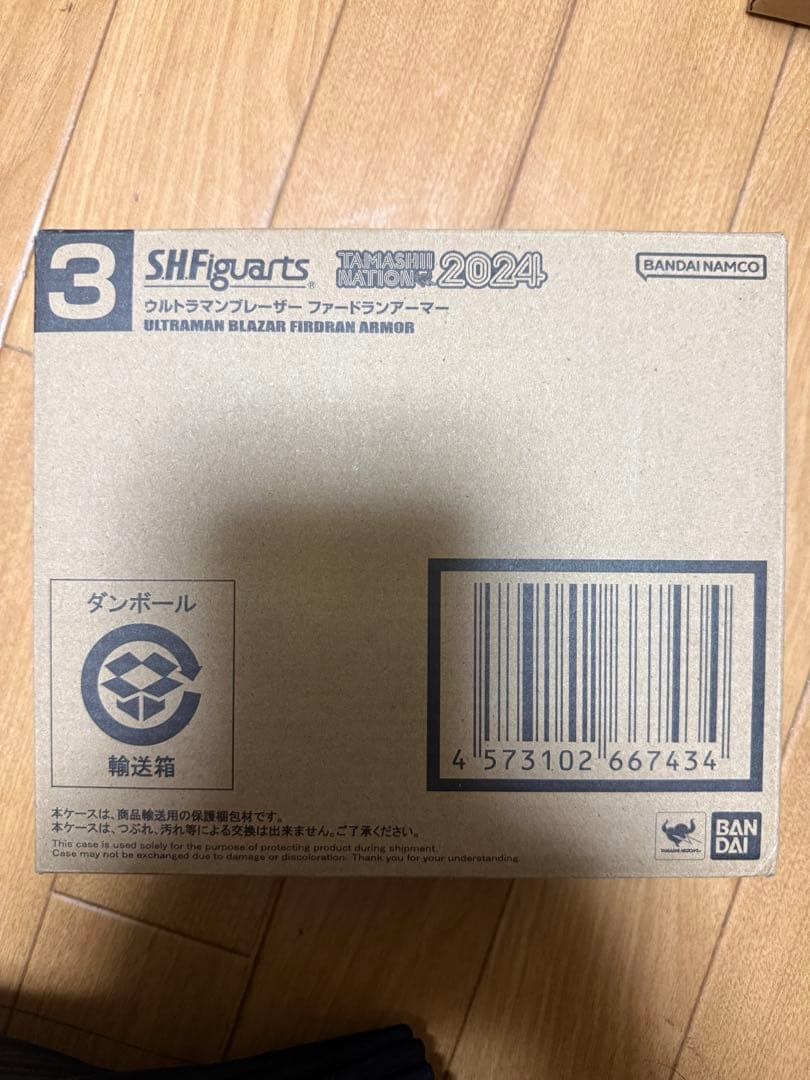 3
S.H.Figuarts®
TAMASHII NATION 2024
BANDAI NAMCO
ウルトラマンブレーザー ファードランアーマー
ULTRAMAN BLAZAR FIRDRAN ARMOR
ダンボール
輸送箱
4 573102 667434
本ケースは、商品輸送用の保護梱包材です。
本ケースは、つぶれ、汚れ等による交換は出来ません。ご了承ください。
This case is used solely for the purpose of protecting product during shipment.
Case may not be exchanged due to damage or discoloration. Thank you for your understanding.
TAMASHII NATIONS
BAN
DAI